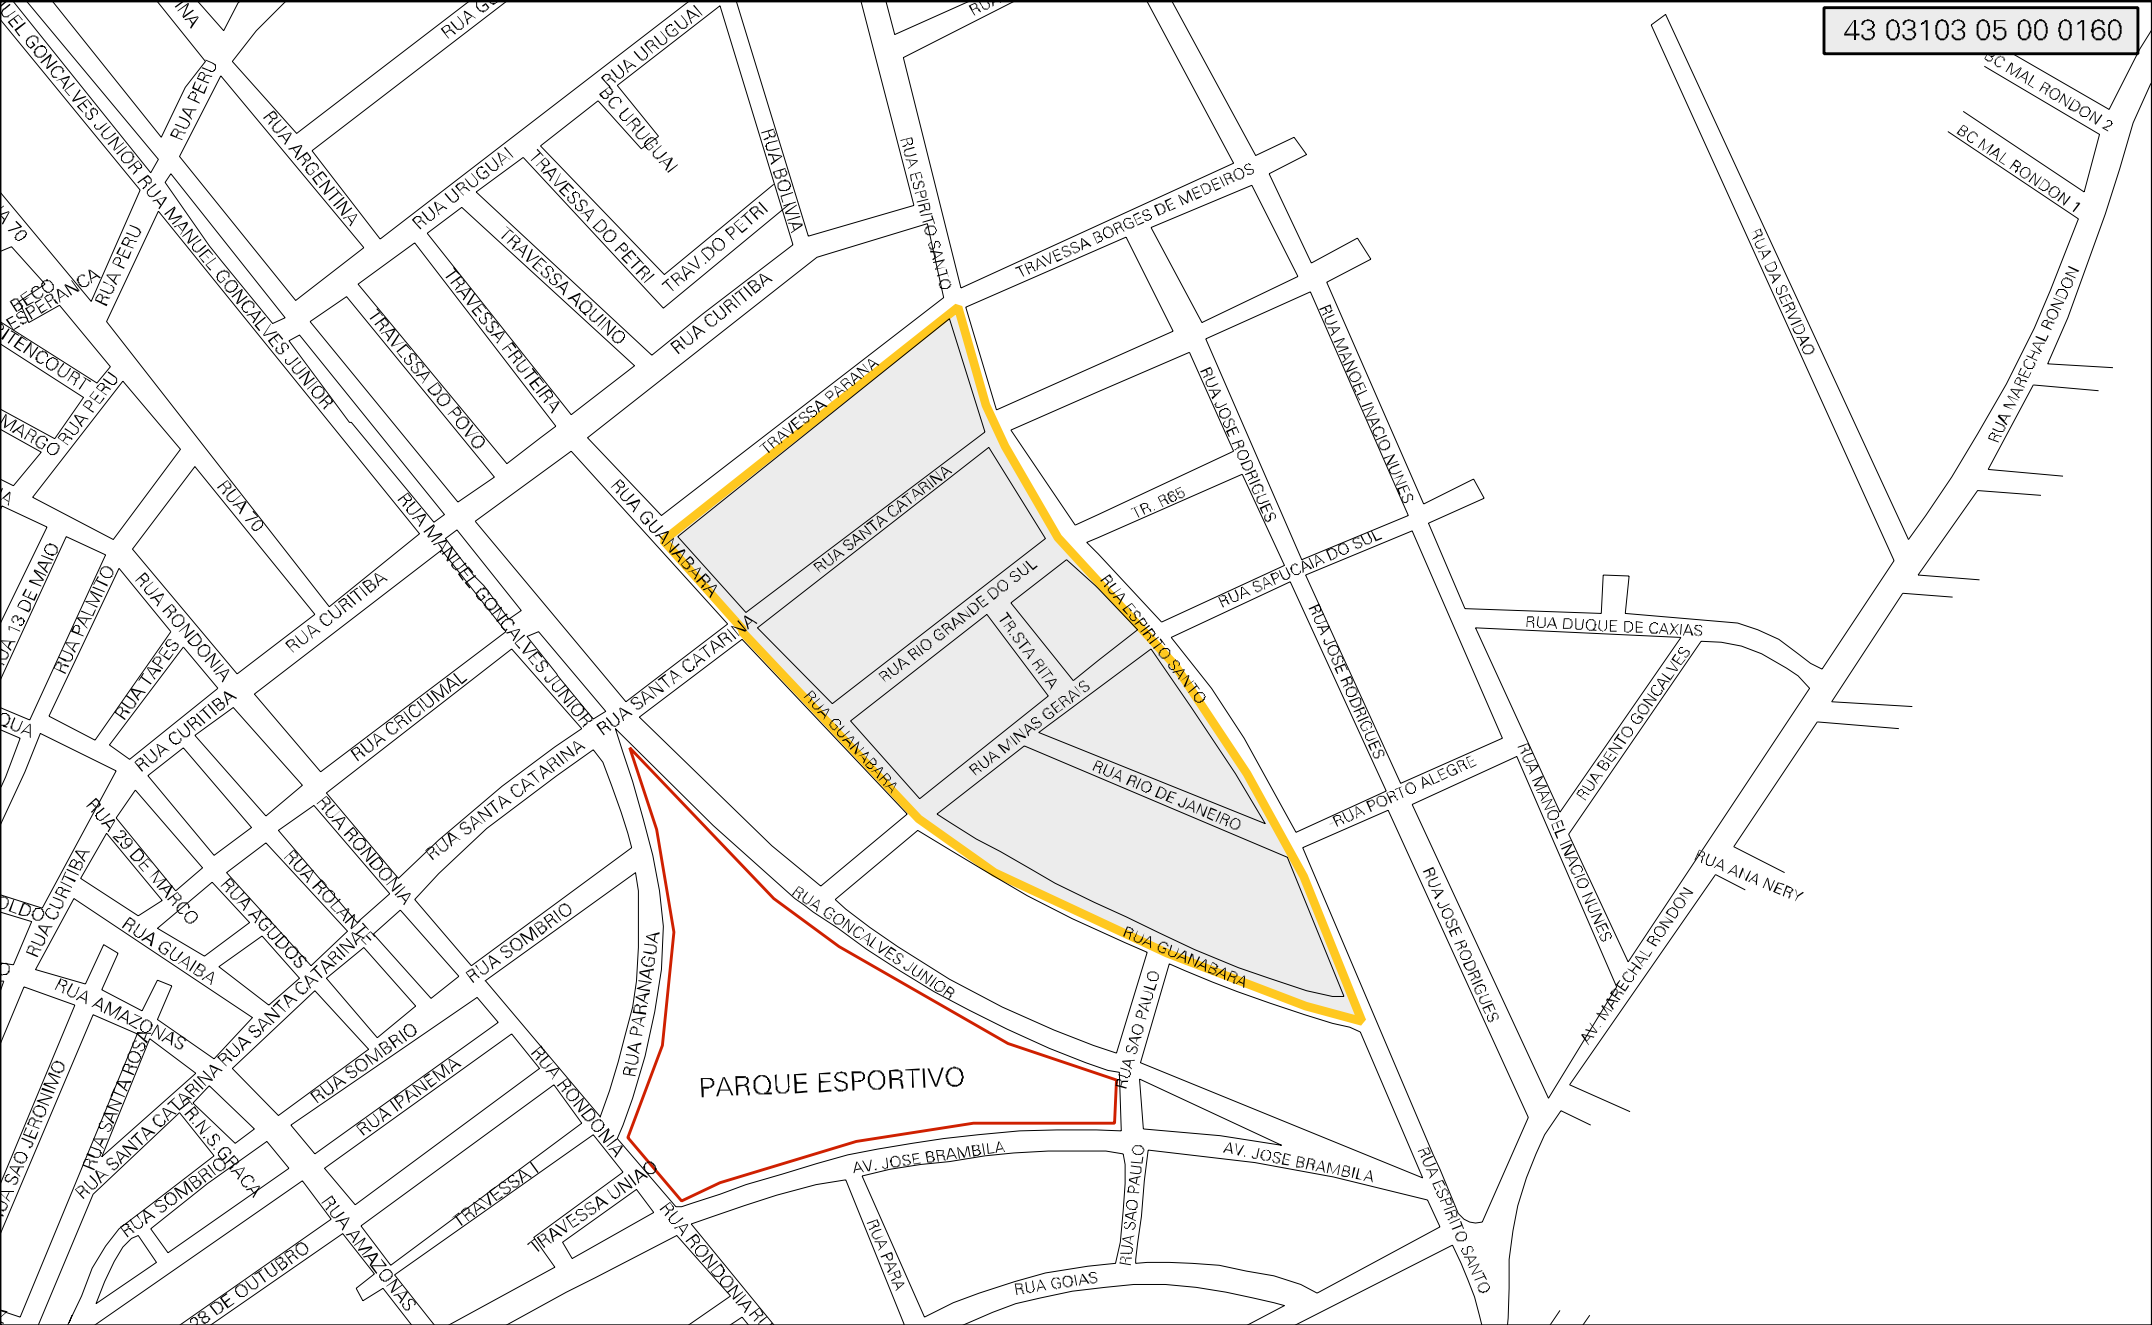 43 03103 05 00 0160
RUA PERU
RUA ARGENTINA
RUA URUGUAI
BC URUGUAI
RUA BOLIVIA
RUA ESPIRITO SANTO
BC MAL RONDON 2
BC MAL RONDON 1
RUA MANUEL GONCALVES JUNIOR
RUA URUGUAI
TRAVESSA DO PETRI
TRAV.DO PETRI
TRAVESSA AQUINO
TRAVESSA BORGES DE MEDEIROS
RUA DA SERVIDAO
RUA MARECHAL RONDON
A 70
BECO
ESPERANCA
RUA PERU
TRAVESSA FRUTEIRA
TRAVESSA DO POVO
RUA CURITIBA
TRAVESSA PARANA
RUA MANOEL INACIO NUNES
RUA JOSE RODRIGUES
ITENCOURT
RUA PERU
MARGO
RUA 70
RUA MANUEL GONCALVES JUNIOR
RUA GUANABARA
RUA SANTA CATARINA
TR. R65
RUA SAPUCAIA DO SUL
RUA 13 DE MAIO
RUA PALMITO
RUA TAPES
RUA RONDONIA
RUA CURITIBA
RUA RIO GRANDE DO SUL
TR.STA RITA
RUA ESPIRITO SANTO
RUA JOSE RODRIGUES
RUA DUQUE DE CAXIAS
RUA BENTO GONCALVES
QUA
RUA CURITIBA
RUA CRICIUMAL
RUA SANTA CATARINA
RUA SANTA CATARINA
RUA GUANABARA
RUA MINAS GERAIS
RUA RIO DE JANEIRO
RUA PORTO ALEGRE
RUA MANOEL INACIO NUNES
RUA ANA NERY
RUA 29 DE MARCO
RUA CURITIBA
RUA RONDONIA
RUA ROLANTE
RUA AGUDOS
RUA GUAIBA
RUA SANTA CATARINA
RUA SOMBRIO
RUA PARANAGUA
RUA GONCALVES JUNIOR
RUA GUANABARA
RUA SAO PAULO
RUA JOSE RODRIGUES
AV. MARECHAL RONDON
OLDO
RUA AMAZONAS
RUA SANTA ROSA
RUA SAO JERONIMO
RUA SOMBRIO
RUA IPANEMA
RUA RONDONIA
PARQUE ESPORTIVO
RUA SANTA CATARINA
TR.N.S GRACA
RUA SOMBRIO
TRAVESSA I
TRAVESSA UNIAO
AV. JOSE BRAMBILA
AV. JOSE BRAMBILA
RUA SAO PAULO
RUA ESPIRITO SANTO
28 DE OUTUBRO
RUA AMAZONAS
RUA RONDONIA
RUA PARA
RUA GOIAS